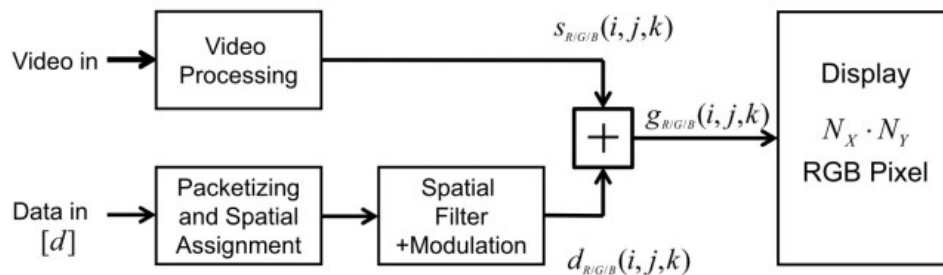 Video in
Video
Processing
s_{R/G/B}(i, j,k)
+
g_{R/G/B}(i, j,k)
Display
N_X · N_Y
RGB Pixel
Data in
[d]
Packetizing
and Spatial
Assignment
Spatial
Filter
+Modulation
d_{R/G/B}(i, j,k)